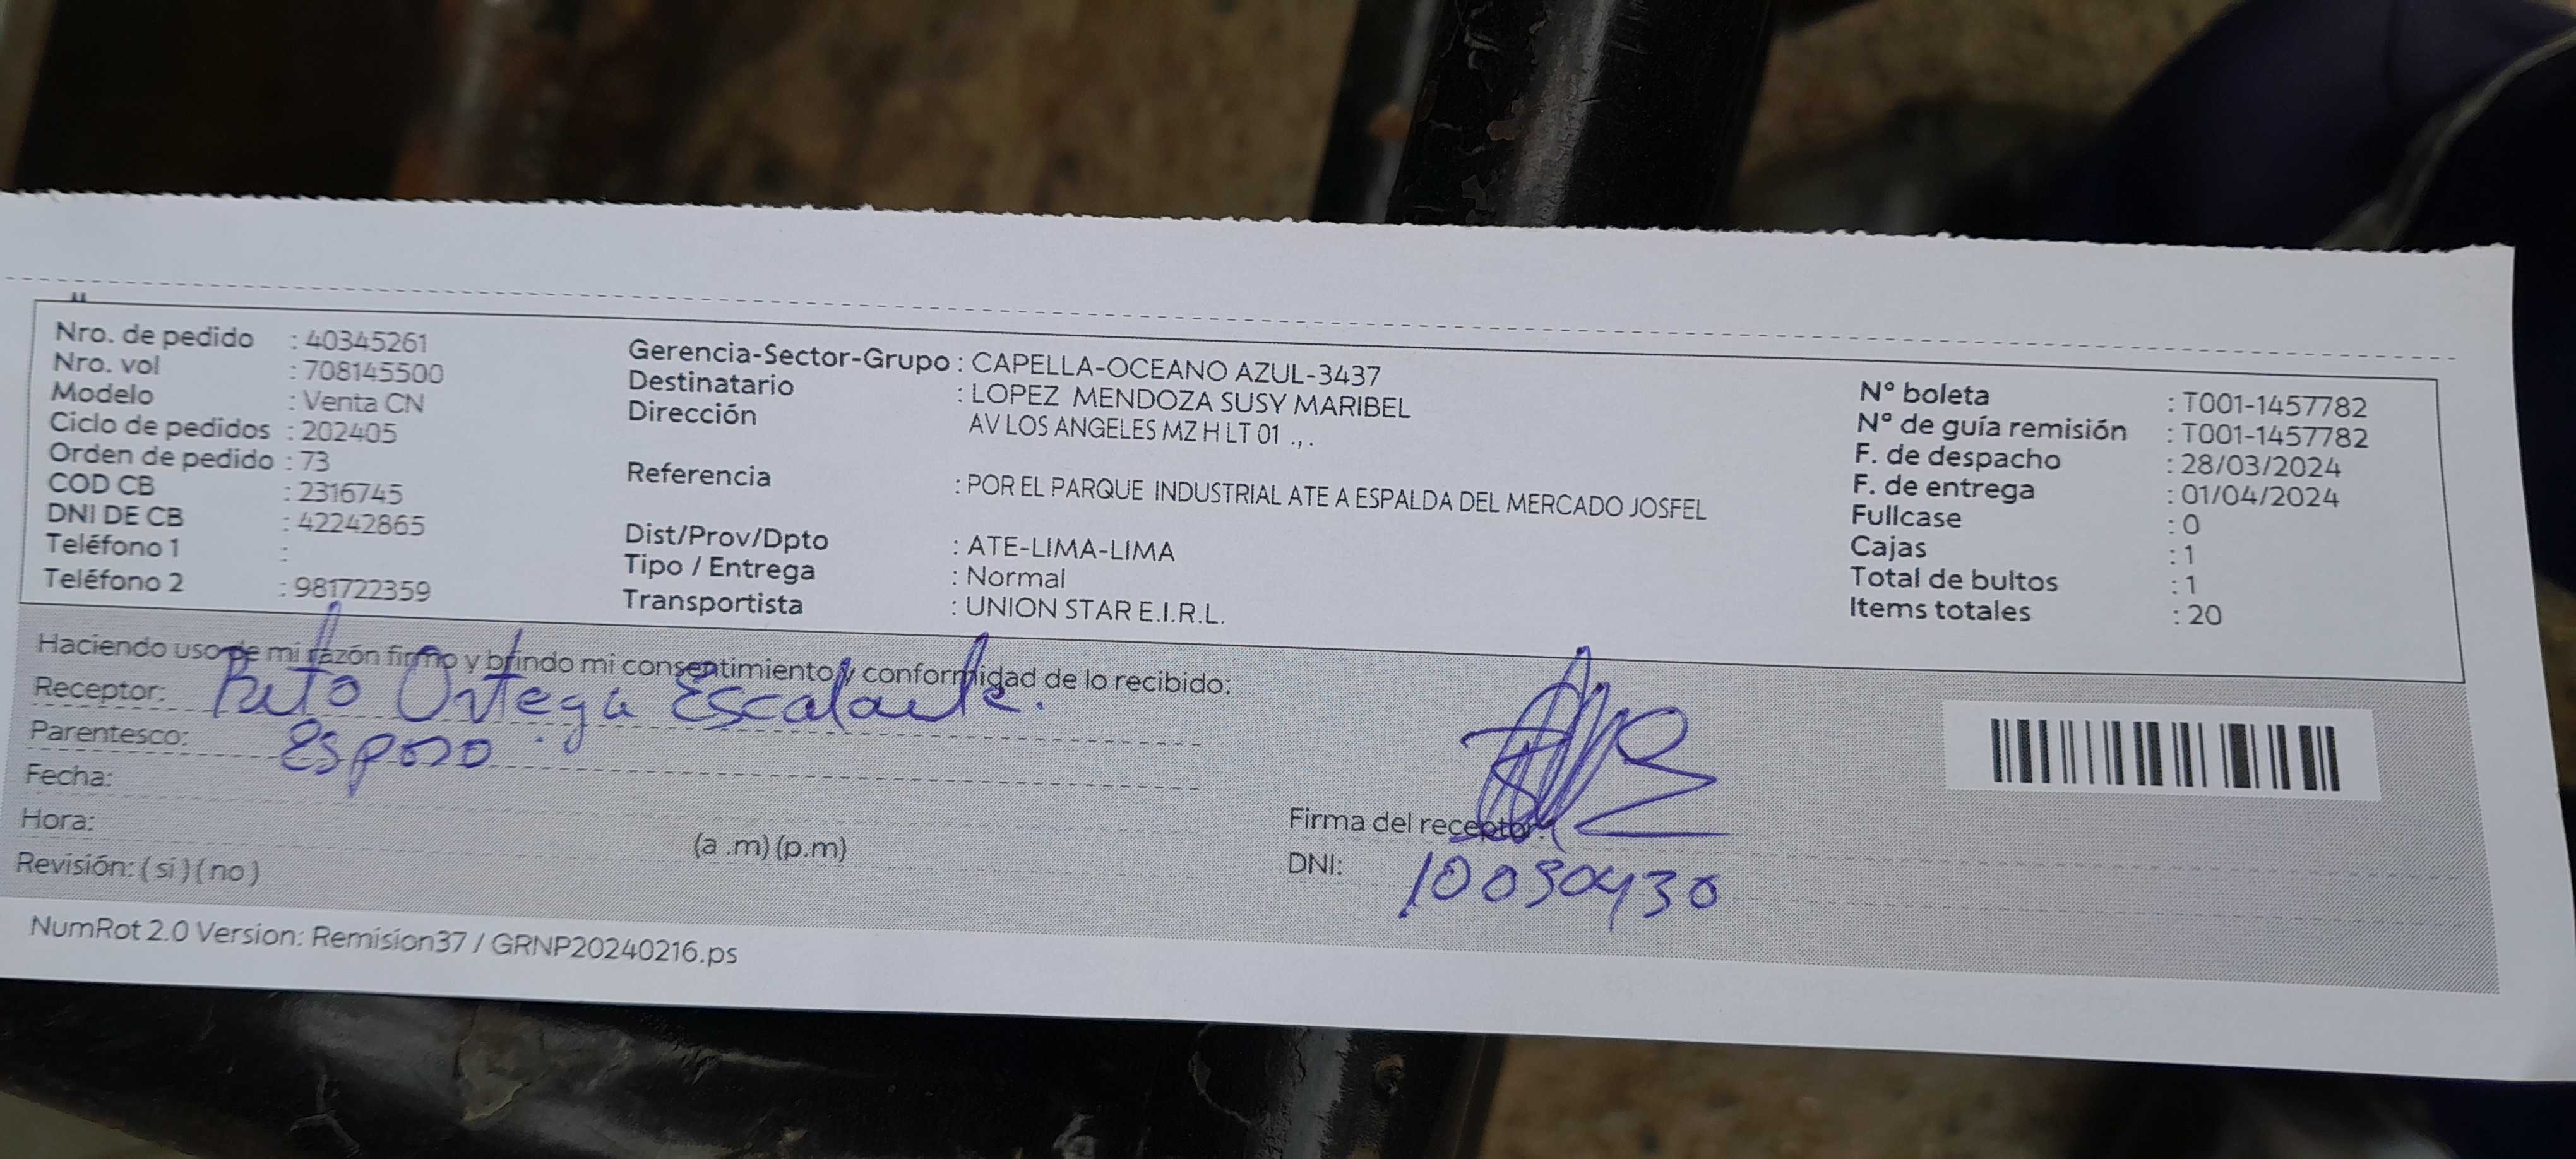 Nro. de pedido : 40345261
Nro. vol : 708145500
Modelo : Venta CN
Ciclo de pedidos : 202405
Orden de pedido : 73
COD CB : 2316745
DNI DE CB : 42242865
Teléfono 1 :
Teléfono 2 : 981722359
Gerencia-Sector-Grupo : CAPELLA-OCEANO AZUL-3437
Destinatario : LOPEZ MENDOZA SUSY MARIBEL
Dirección AV LOS ANGELES MZ H LT 01 .,.
Referencia : POR EL PARQUE INDUSTRIAL ATE A ESPALDA DEL MERCADO JOSFEL
Dist/Prov/Dpto : ATE-LIMA-LIMA
Tipo / Entrega : Normal
Transportista : UNION STAR E.I.R.L.
N° boleta : T001-1457782
N° de guía remisión : T001-1457782
F. de despacho : 28/03/2024
F. de entrega : 01/04/2024
Fullcase : 0
Cajas : 1
Total de bultos : 1
Items totales : 20
Haciendo uso de mi razón firmo y brindo mi consentimiento y conformidad de lo recibido:
Receptor: Ortega Escalante.
Parentesco: Esposo.
Fecha:
Hora: (a .m) (p.m)
Revisión: ( si ) ( no )
Firma del receptor:
DNI: 10030430
NumRot 2.0 Version: Remision37 / GRNP20240216.ps